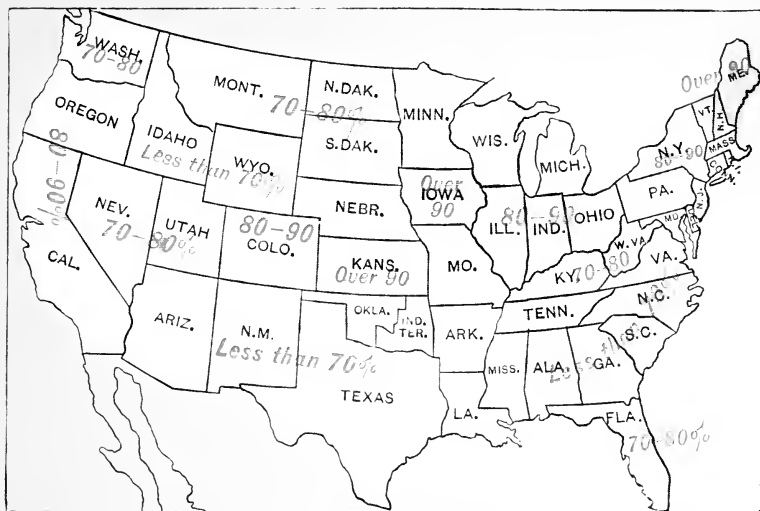 WASH.
70-80
MONT.
N.DAK.
70-80%
MINN.
Over 90
ME.
VT.
N.H.
OREGON
IDAHO
Less than 70%
WYO.
S.DAK.
WIS.
MICH.
N.Y.
80-90
MASS
80-90%
NEV.
70-80%
UTAH
80-90
COLO.
NEBR.
Over
IOWA
90
ILL.
80-90
IND.
OHIO
PA.
N.J.
MD.
CAL.
KANS.
Over 90
MO.
KY.
70-80
W.VA.
VA.
ARIZ.
N.M.
Less than 70%
OKLA.
IND.
TER.
ARK.
TENN.
N.C.
S.C.
Less than
TEXAS
LA.
MISS.
ALA.
GA.
FLA.
70-80%